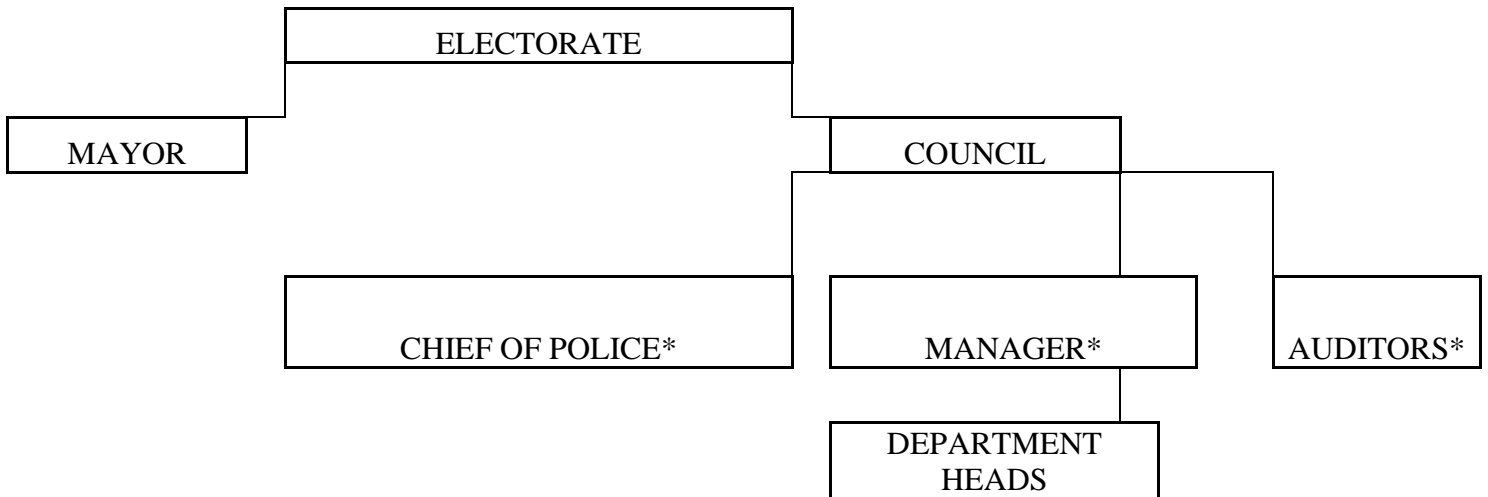 ELECTORATE
MAYOR
COUNCIL
CHIEF OF POLICE*
MANAGER*
AUDITORS*
DEPARTMENT
HEADS